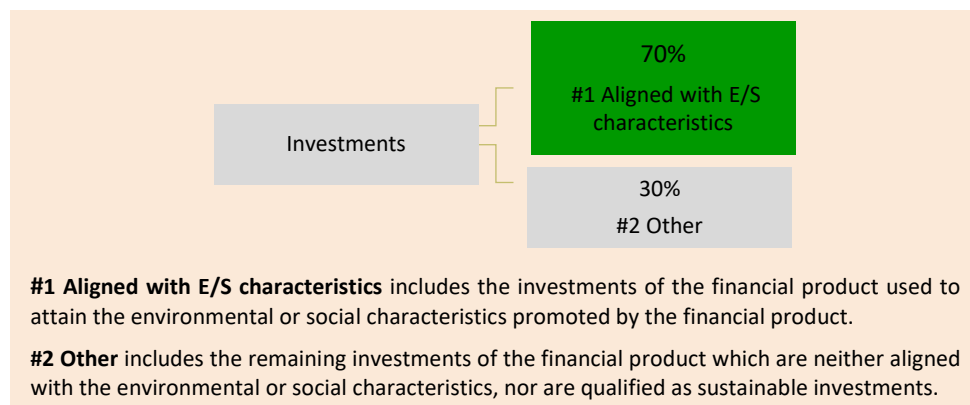 70%
#1 Aligned with E/S
characteristics
Investments
30%
#2 Other
#1 Aligned with E/S characteristics includes the investments of the financial product used to
attain the environmental or social characteristics promoted by the financial product.
#2 Other includes the remaining investments of the financial product which are neither aligned
with the environmental or social characteristics, nor are qualified as sustainable investments.